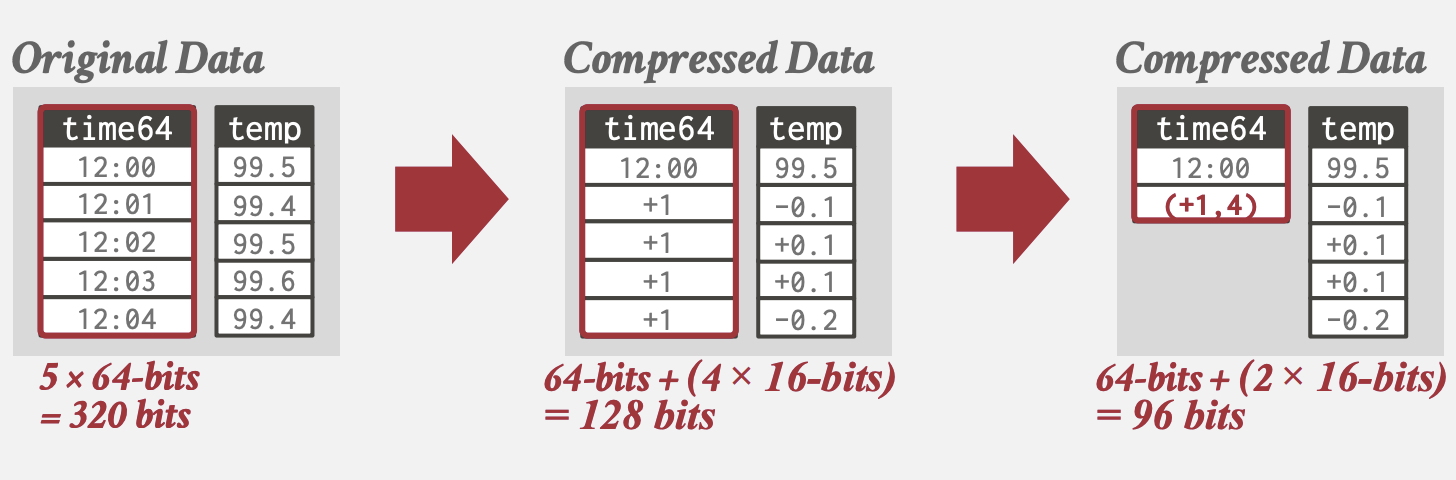 Original Data
time64 temp
12:00 99.5
12:01 99.4
12:02 99.5
12:03 99.6
12:04 99.4
5 × 64-bits
= 320 bits
Compressed Data
time64 temp
12:00 99.5
+1 -0.1
+1 +0.1
+1 +0.1
+1 -0.2
64-bits + (4 × 16-bits)
= 128 bits
Compressed Data
time64 temp
12:00 99.5
(+1,4) -0.1
+0.1
+0.1
-0.2
64-bits + (2 × 16-bits)
= 96 bits